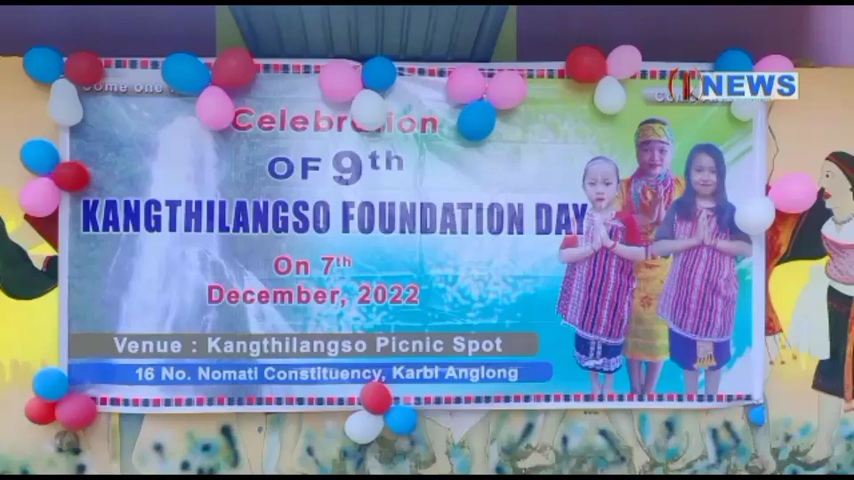 NEWS
Celebration
OF 9th
KANGTHILANGSO FOUNDATION DAY
On 7th
December, 2022
Venue : Kangthilangso Picnic Spot
16 No. Nomati Constituency, Karbi Anglong